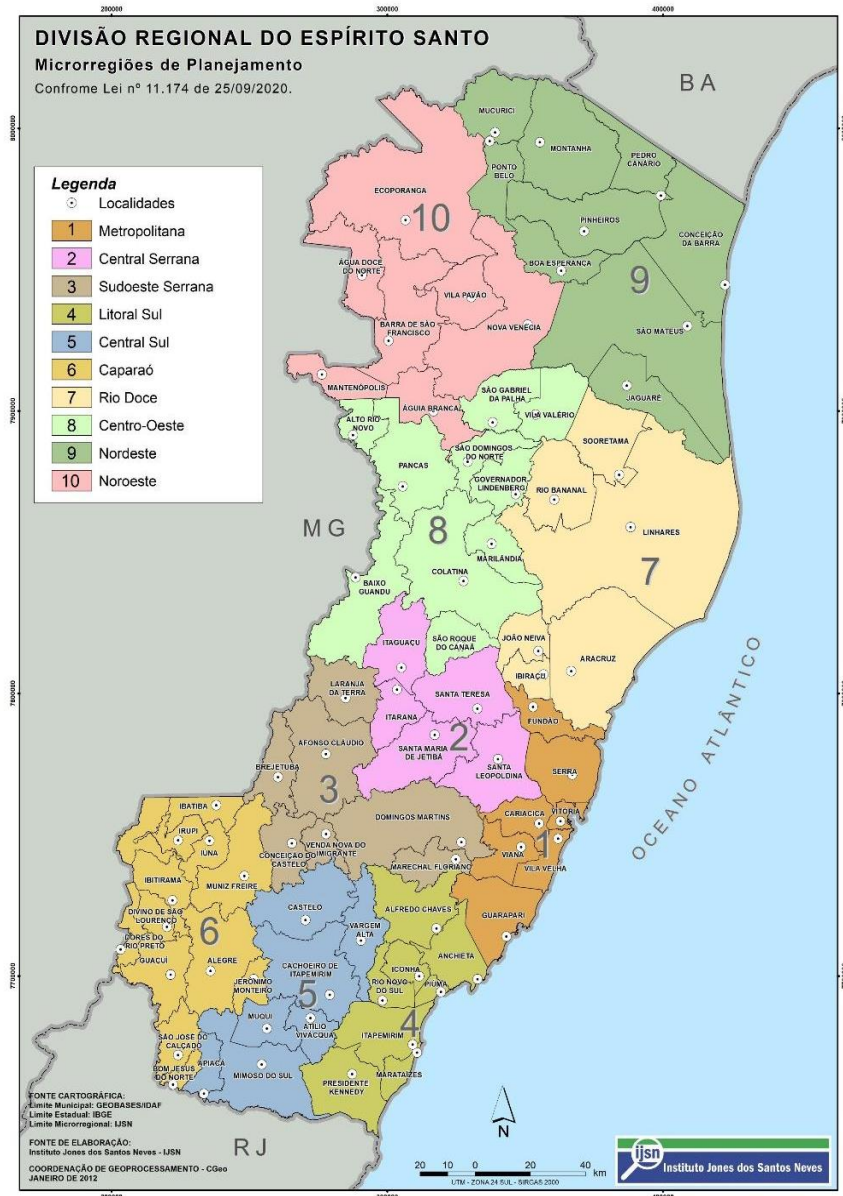 DIVISÃO REGIONAL DO ESPÍRITO SANTO
Microrregiões de Planejamento
Confrome Lei nº 11.174 de 25/09/2020.
200000
300000
400000
BA
Legenda
Localidades
1 Metropolitana
2 Central Serrana
3 Sudoeste Serrana
4 Litoral Sul
5 Central Sul
6 Caparaó
7 Rio Doce
8 Centro-Oeste
9 Nordeste
10 Noroeste
MUCURICI
MONTANHA
PEDRO
CANÁRIO
PONTO
BELO
ECOPORANGA
10
PINHEIROS
CONCEIÇÃO
DA BARRA
ÁGUA DOCE
DO NORTE
BOA ESPERANÇA
9
VILA PAVÃO
BARRA DE SÃO
FRANCISCO
NOVA VENÉCIA
SÃO MATEUS
MANTENÓPOLIS
SÃO GABRIEL
DA PALHA
JAGUARÉ
ÁGUIA BRANCA
VILA VALÉRIO
ALTO RIO
NOVO
SOORETAMA
SÃO DOMINGOS
DO NORTE
PANCAS
GOVERNADOR
LINDENBERG
RIO BANANAL
MG
8
LINHARES
MARILÂNDIA
7
COLATINA
BAIXO
GUANDU
ITAGUAÇU
SÃO ROQUE
DO CANAÃ
JOÃO NEIVA
ARACRUZ
IBIRAÇU
LARANJA
DA TERRA
SANTA TERESA
ITARANA
FUNDÃO
2
AFONSO CLÁUDIO
SANTA MARIA
DE JETIBÁ
SANTA
LEOPOLDINA
SERRA
BREJETUBA
3
OCEANO ATLÂNTICO
IBATIBA
DOMINGOS MARTINS
CARIACICA
VITÓRIA
IRUPI
IÚNA
VENDA NOVA DO
IMIGRANTE
CONCEIÇÃO DO
CASTELO
MARECHAL FLORIANO
VIANA
1
VILA VELHA
IBITIRAMA
MUNIZ FREIRE
CASTELO
ALFREDO CHAVES
GUARAPARI
DIVINO DE SÃO
LOURENÇO
VARGEM
ALTA
DORES DO
RIO PRETO
6
GUAÇUÍ
ALEGRE
CACHOEIRO DE
ITAPEMIRIM
ANCHIETA
ICONHA
JERÔNIMO
MONTEIRO
5
RIO NOVO
DO SUL
PIÚMA
MUQUI
ATÍLIO
VIVACQUA
4
ITAPEMIRIM
SÃO JOSÉ DO
CALÇADO
APIACÁ
MIMOSO DO SUL
MARATAÍZES
BOM JESUS
DO NORTE
PRESIDENTE
KENNEDY
RJ
FONTE CARTOGRÁFICA:
Limite Municipal: GEOBASES/IDAF
Limite Estadual: IBGE
Limite Microrregional: IJSN
FONTE DE ELABORAÇÃO:
Instituto Jones dos Santos Neves - IJSN
COORDENAÇÃO DE GEOPROCESSAMENTO - CGeo
JANEIRO DE 2012
N
20 10 0 20 40
km
UTM - ZONA 24 SUL - SIRGAS 2000
ijsn
Instituto Jones dos Santos Neves